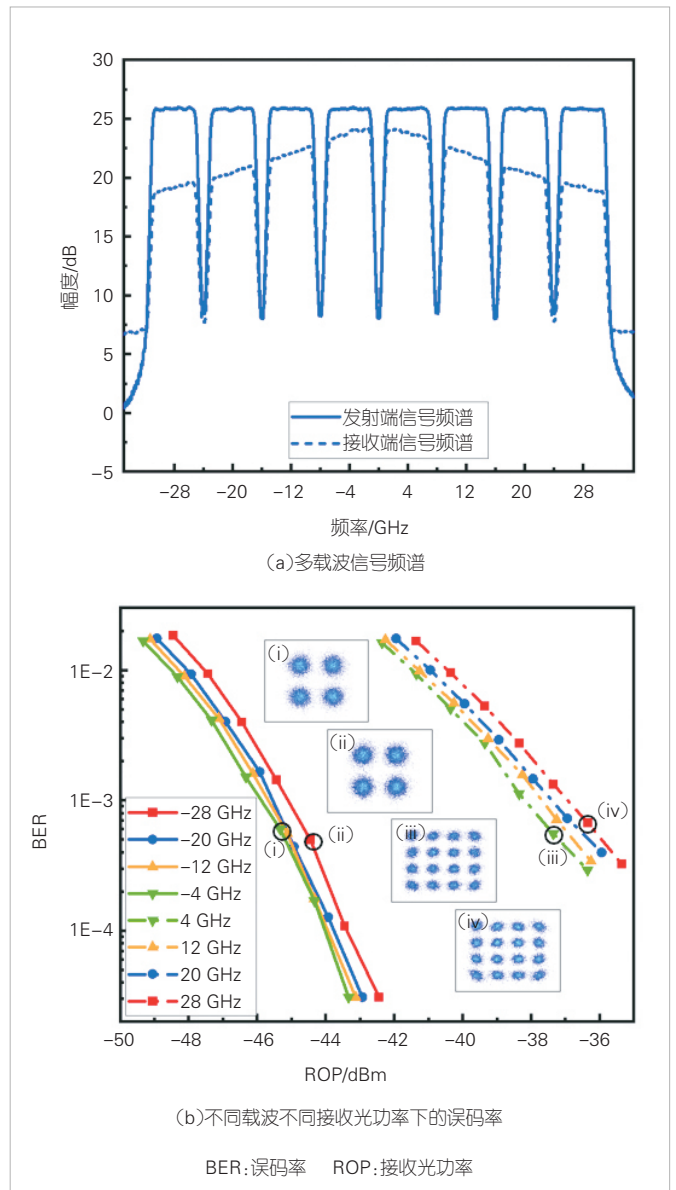 30
25
20
15
10
5
0
−5
幅度/dB
发射端信号频谱
接收端信号频谱
−28 −20 −12 −4 4 12 20 28
频率/GHz
(a)多载波信号频谱
1E−2
1E−3
1E−4
BER
(i)
(ii)
(iii)
(iv)
(i)
(ii)
(iii)
(iv)
−28 GHz
−20 GHz
−12 GHz
−4 GHz
4 GHz
12 GHz
20 GHz
28 GHz
−50 −48 −46 −44 −42 −40 −38 −36
ROP/dBm
(b)不同载波不同接收光功率下的误码率
BER:误码率 ROP:接收光功率